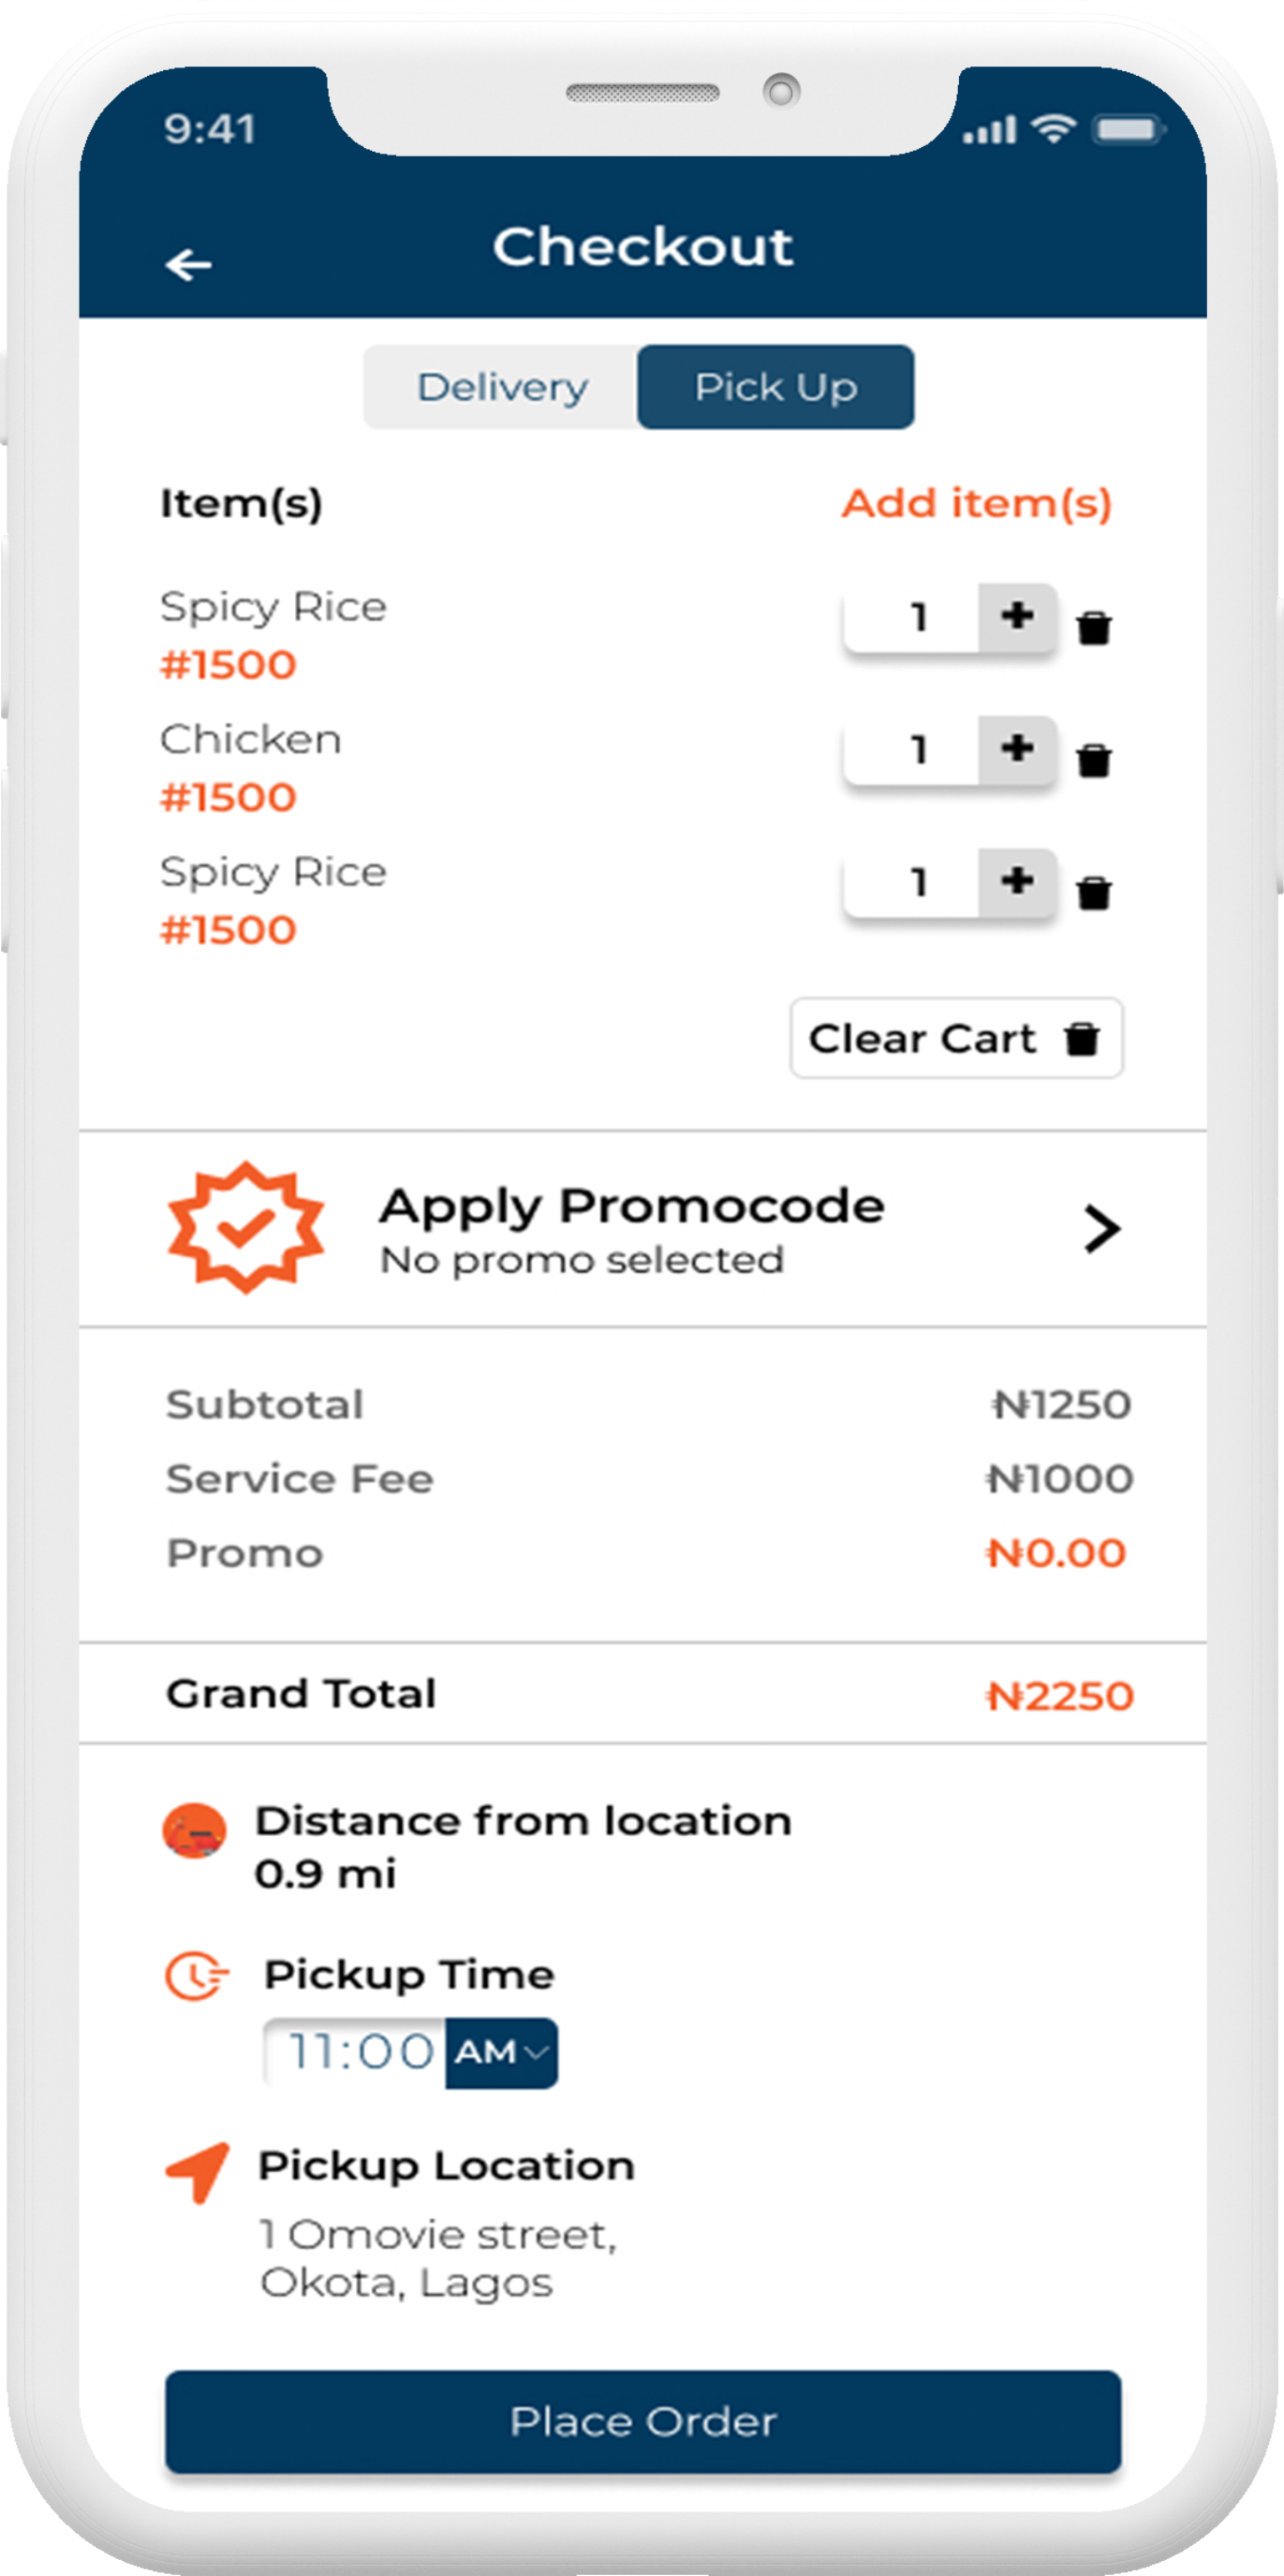 9:41
Checkout
Delivery Pick Up
Item(s) Add item(s)
Spicy Rice
#1500
1 +
Chicken
#1500
1 +
Spicy Rice
#1500
1 +
Clear Cart
Apply Promocode
No promo selected
Subtotal ₦1250
Service Fee ₦1000
Promo ₦0.00
Grand Total ₦2250
Distance from location
0.9 mi
Pickup Time
11:00 AM
Pickup Location
1 Omovie street,
Okota, Lagos
Place Order